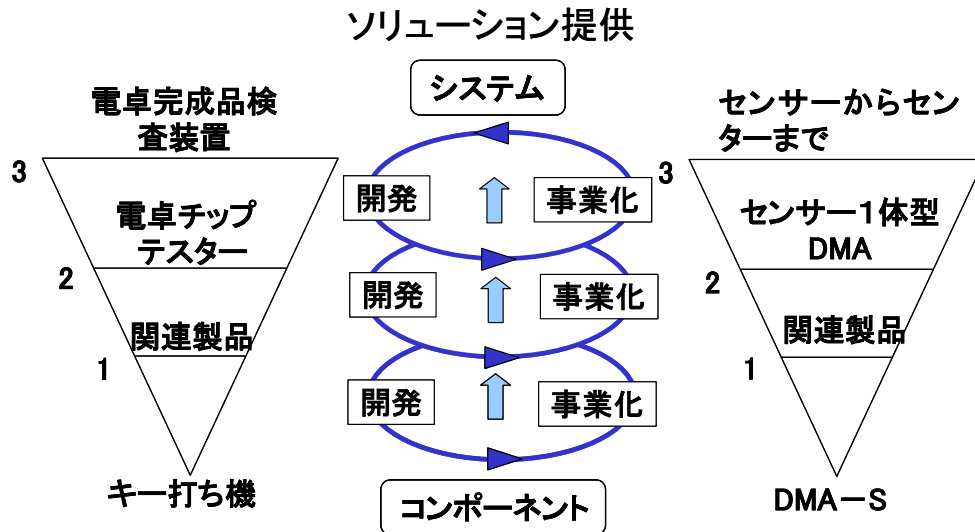 ソリューション提供
電卓完成品検
査装置
3
電卓チップ
テスター
2
関連製品
1
キー打ち機
システム
開発
事業化
開発
事業化
開発
事業化
コンポーネント
センサーからセン
ターまで
3
センサー1体型
DMA
2
関連製品
1
DMA－S